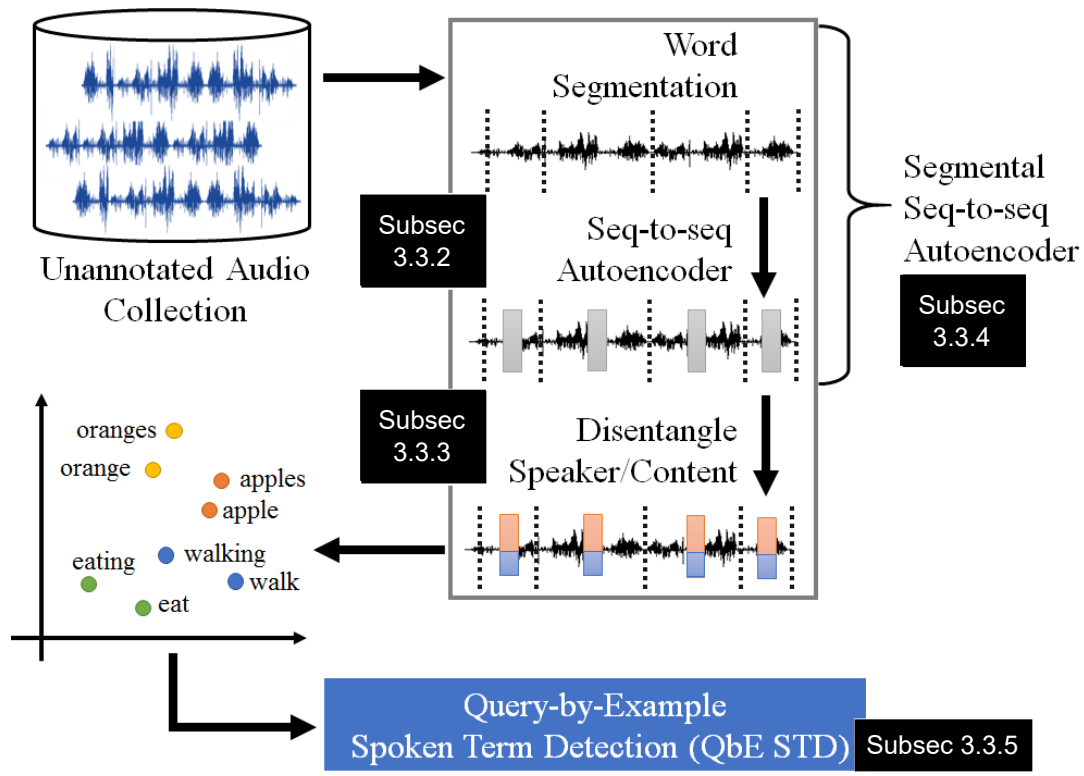 Unannotated Audio
Collection
Word
Segmentation
Subsec
3.3.2
Seq-to-seq
Autoencoder
Segmental
Seq-to-seq
Autoencoder
Subsec
3.3.4
Subsec
3.3.3
Disentangle
Speaker/Content
oranges
orange
apples
apple
walking
eating
walk
eat
Query-by-Example
Spoken Term Detection (QbE STD)
Subsec 3.3.5